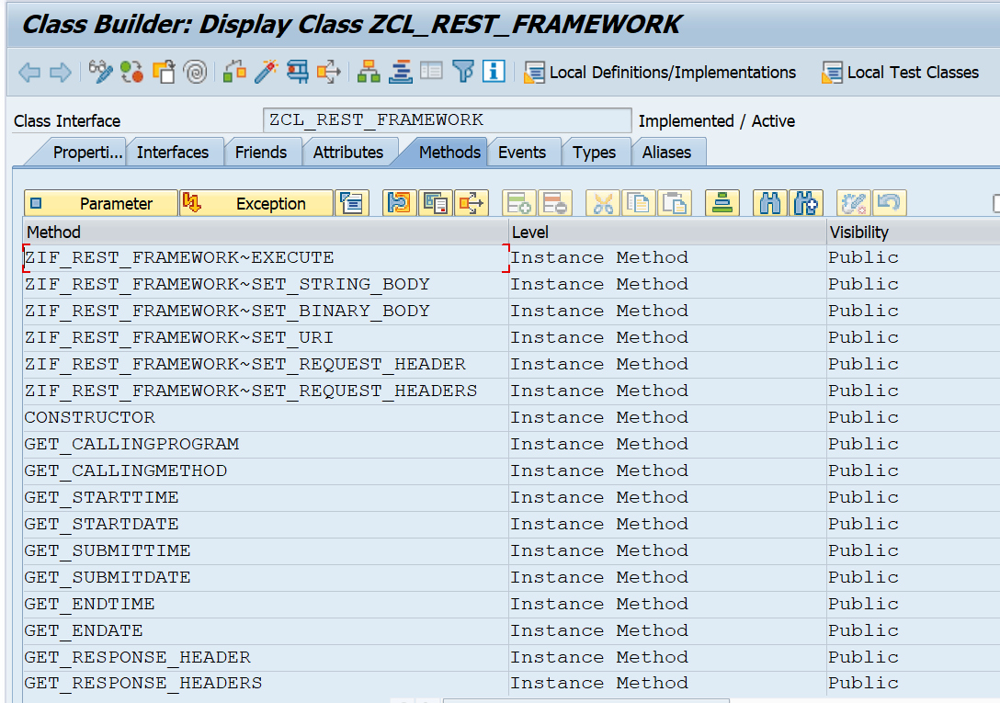 Class Builder: Display Class ZCL_REST_FRAMEWORK
Local Definitions/Implementations Local Test Classes
Class Interface ZCL_REST_FRAMEWORK Implemented / Active
Properti... Interfaces Friends Attributes Methods Events Types Aliases
Parameter Exception
Method Level Visibility
ZIF_REST_FRAMEWORK~EXECUTE Instance Method Public
ZIF_REST_FRAMEWORK~SET_STRING_BODY Instance Method Public
ZIF_REST_FRAMEWORK~SET_BINARY_BODY Instance Method Public
ZIF_REST_FRAMEWORK~SET_URI Instance Method Public
ZIF_REST_FRAMEWORK~SET_REQUEST_HEADER Instance Method Public
ZIF_REST_FRAMEWORK~SET_REQUEST_HEADERS Instance Method Public
CONSTRUCTOR Instance Method Public
GET_CALLINGPROGRAM Instance Method Public
GET_CALLINGMETHOD Instance Method Public
GET_STARTTIME Instance Method Public
GET_STARTDATE Instance Method Public
GET_SUBMITTIME Instance Method Public
GET_SUBMITDATE Instance Method Public
GET_ENDTIME Instance Method Public
GET_ENDATE Instance Method Public
GET_RESPONSE_HEADER Instance Method Public
GET_RESPONSE_HEADERS Instance Method Public